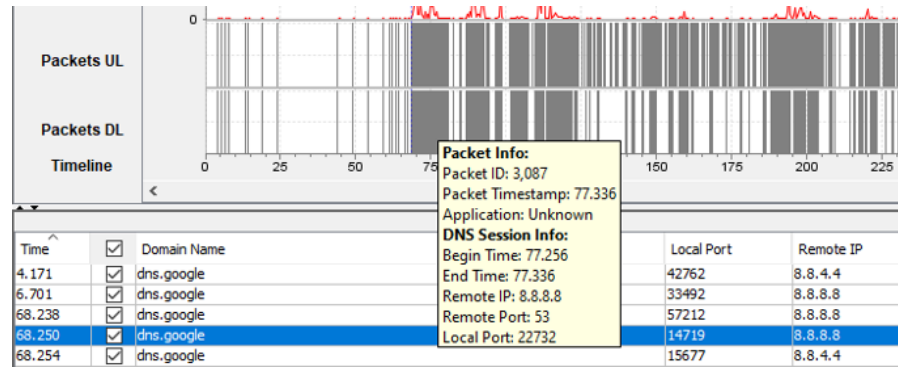 0
Packets UL
Packets DL
Timeline
0 25 50 75 150 175 200 225
Packet Info:
Packet ID: 3,087
Packet Timestamp: 77.336
Application: Unknown
DNS Session Info:
Begin Time: 77.256
End Time: 77.336
Remote IP: 8.8.8.8
Remote Port: 53
Local Port: 22732
Time Domain Name Local Port Remote IP
4.171 dns.google 42762 8.8.4.4
6.701 dns.google 33492 8.8.8.8
68.238 dns.google 57212 8.8.8.8
68.250 dns.google 14719 8.8.8.8
68.254 dns.google 15677 8.8.4.4